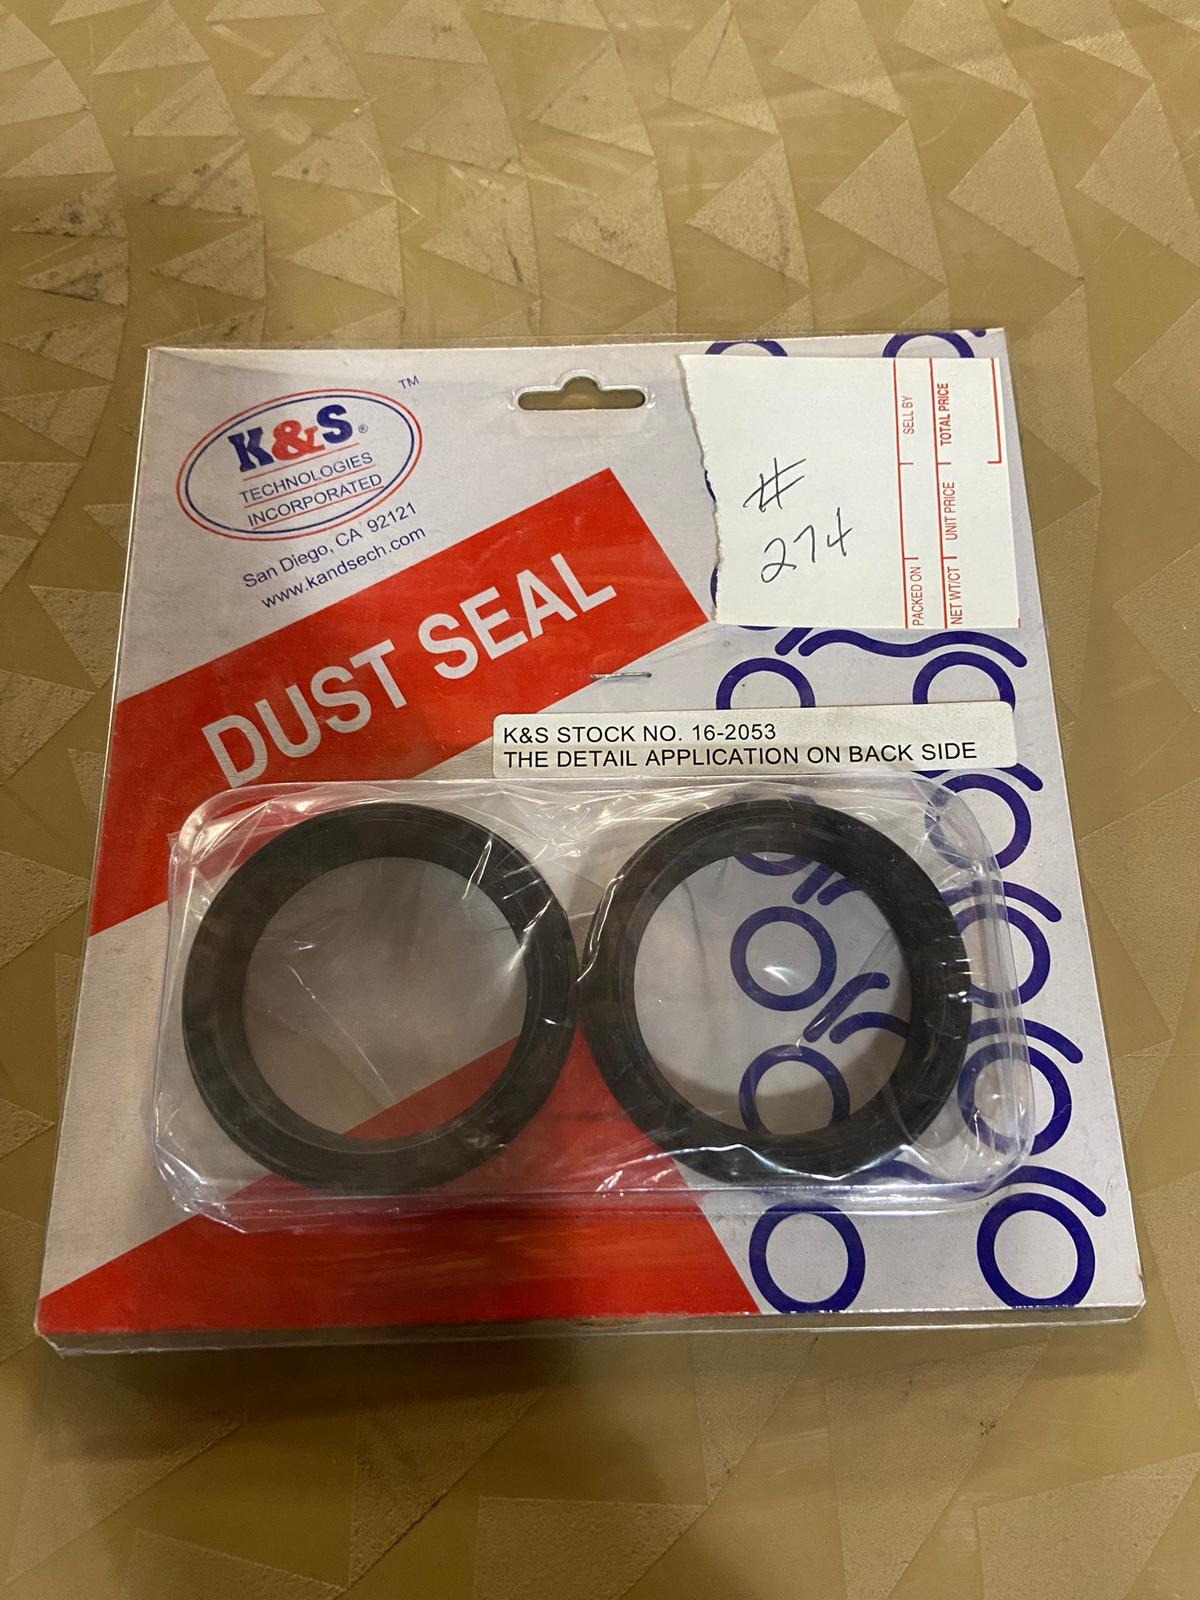 TM
K&S®
TECHNOLOGIES
INCORPORATED
San Diego, CA 92121
www.kandsech.com
DUST SEAL
#
274
PACKED ON
SELL BY
NET WT/CT
UNIT PRICE
TOTAL PRICE
K&S STOCK NO. 16-2053
THE DETAIL APPLICATION ON BACK SIDE